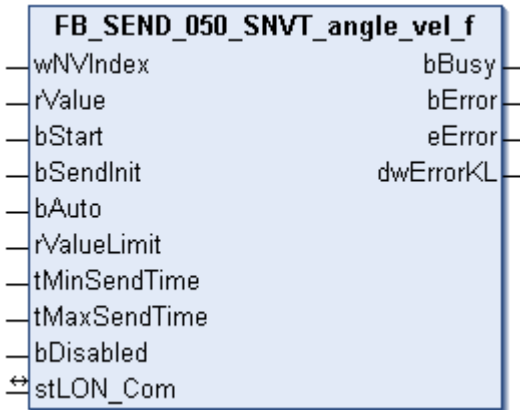 FB_SEND_050_SNVT_angle_vel_f
wNVIndex bBusy
rValue bError
bStart eError
bSendInit dwErrorKL
bAuto
rValueLimit
tMinSendTime
tMaxSendTime
bDisabled
stLON_Com